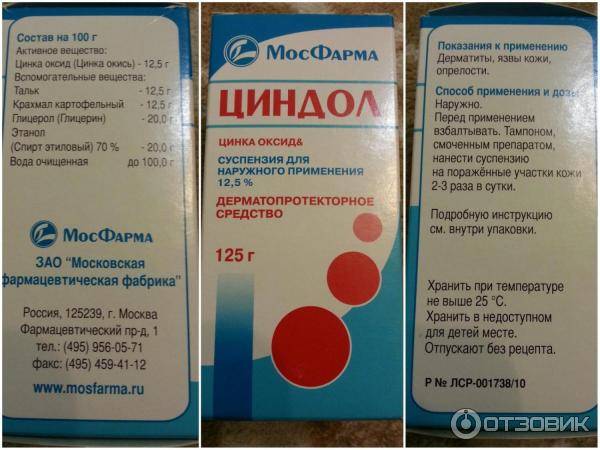 Состав на 100 г
Активное вещество:
Цинка оксид (Цинка окись) - 12,5 г
Вспомогательные вещества:
Тальк - 12,5 г
Крахмал картофельный - 12,5 г
Глицерол (Глицерин) - 20,0 г
Этанол
(Спирт этиловый) 70 % - 20,0 г
Вода очищенная до 100,0 г
МосФарма
ЗАО "Московская
фармацевтическая фабрика"
Россия, 125239, г. Москва
Фармацевтический пр-д, 1
тел.: (495) 956-05-71
факс: (495) 459-41-12
www.mosfarma.ru
МосФарма
ЦИНДОЛ
ЦИНКА ОКСИД&
СУСПЕНЗИЯ ДЛЯ
НАРУЖНОГО ПРИМЕНЕНИЯ
12,5 %
ДЕРМАТОПРОТЕКТОРНОЕ
СРЕДСТВО
125 г
Показания к применению
Дерматиты, язвы кожи,
опрелости.
Способ применения и дозы
Наружно.
Перед применением
взбалтывать. Тампоном,
смоченным препаратом,
нанести суспензию
на поражённые участки кожи
2-3 раза в сутки.
Подробную инструкцию
см. внутри упаковки.
Хранить при температуре
не выше 25 °С.
Хранить в недоступном
для детей месте.
Отпускают без рецепта.
Р № ЛСР-001738/10
ОТЗОВИК